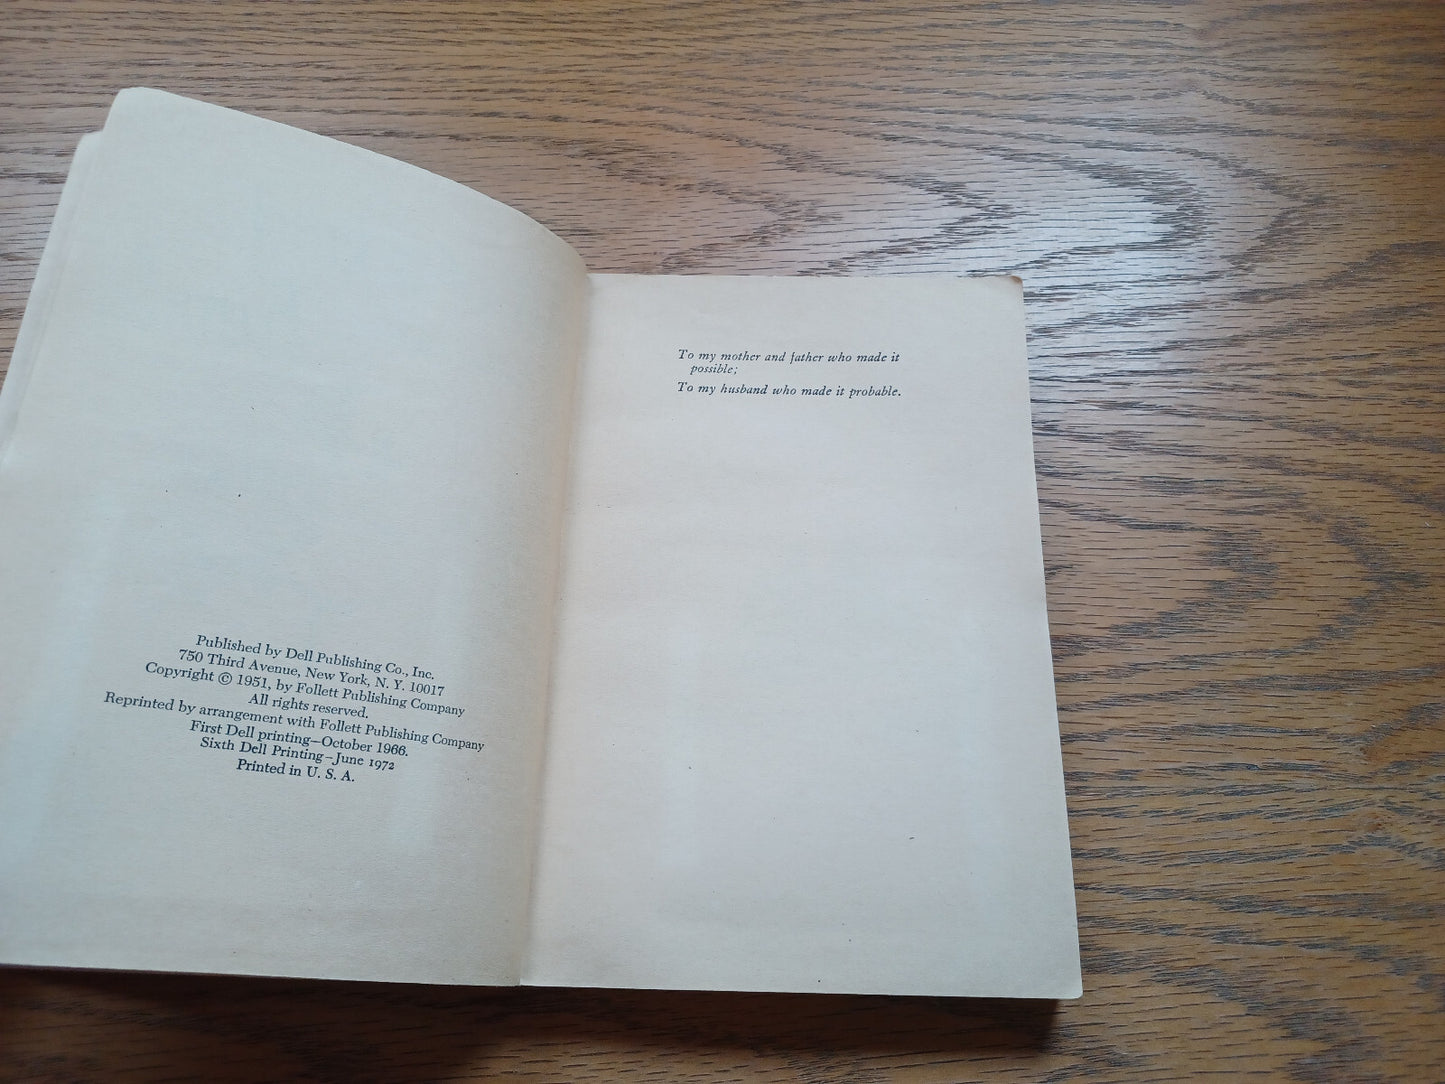 Published by Dell Publishing Co., Inc.
750 Third Avenue, New York, N. Y. 10017
Copyright © 1951, by Follett Publishing Company
All rights reserved.
Reprinted by arrangement with Follett Publishing Company
First Dell printing—October 1966.
Sixth Dell Printing–June 1972
Printed in U. S. A.
To my mother and father who made it
possible;
To my husband who made it probable.